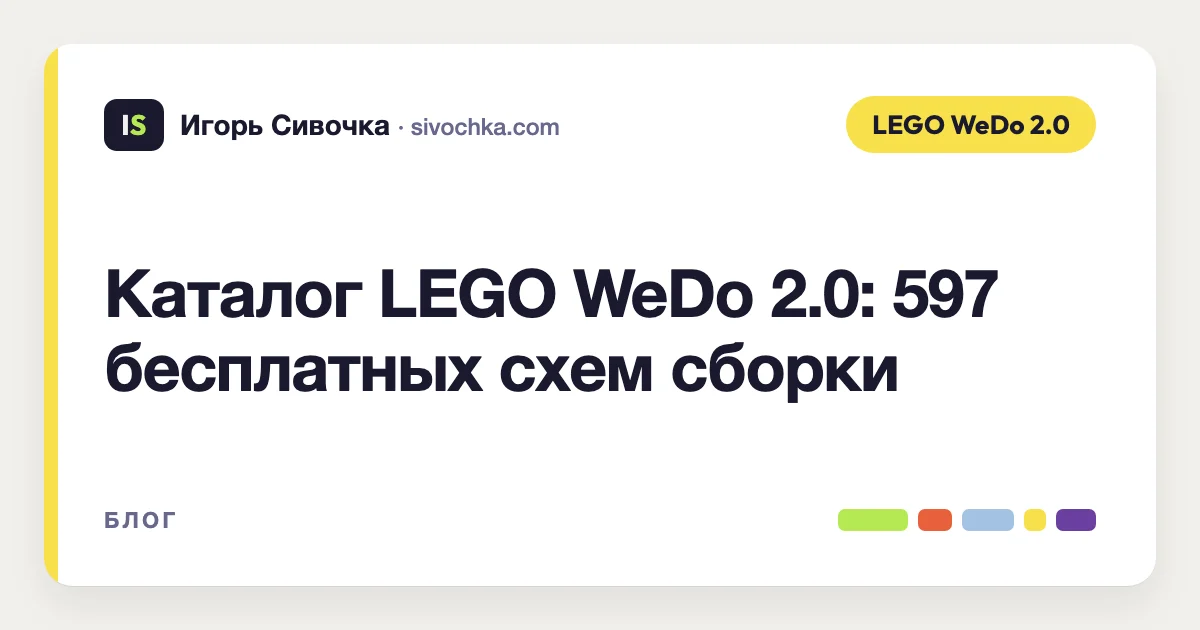 IS Игорь Сивочка · sivochka.com
LEGO WeDo 2.0
Каталог LEGO WeDo 2.0: 597
бесплатных схем сборки
БЛОГ